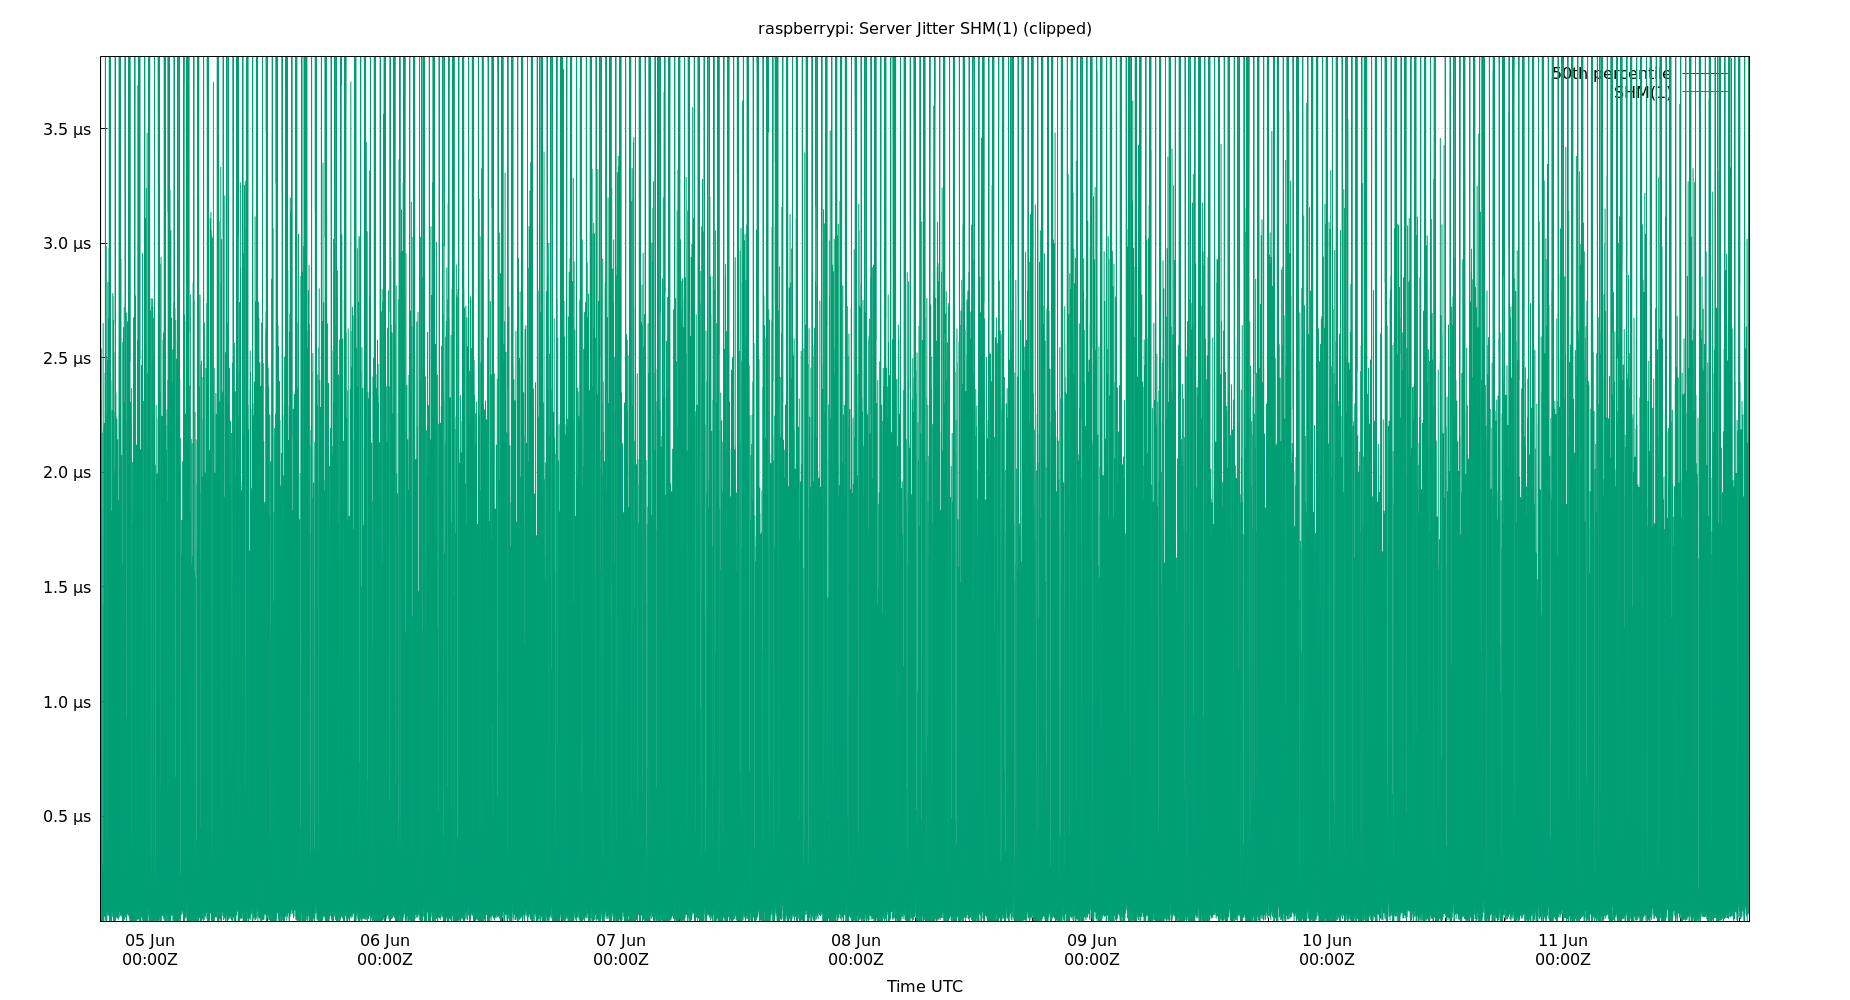 raspberrypi: Server Jitter SHM(1) (clipped)
50th percentile
SHM(1)
3.5 µs
3.0 µs
2.5 µs
2.0 µs
1.5 µs
1.0 µs
0.5 µs
05 Jun 06 Jun 07 Jun 08 Jun 09 Jun 10 Jun 11 Jun
00:00Z 00:00Z 00:00Z 00:00Z 00:00Z 00:00Z 00:00Z
Time UTC